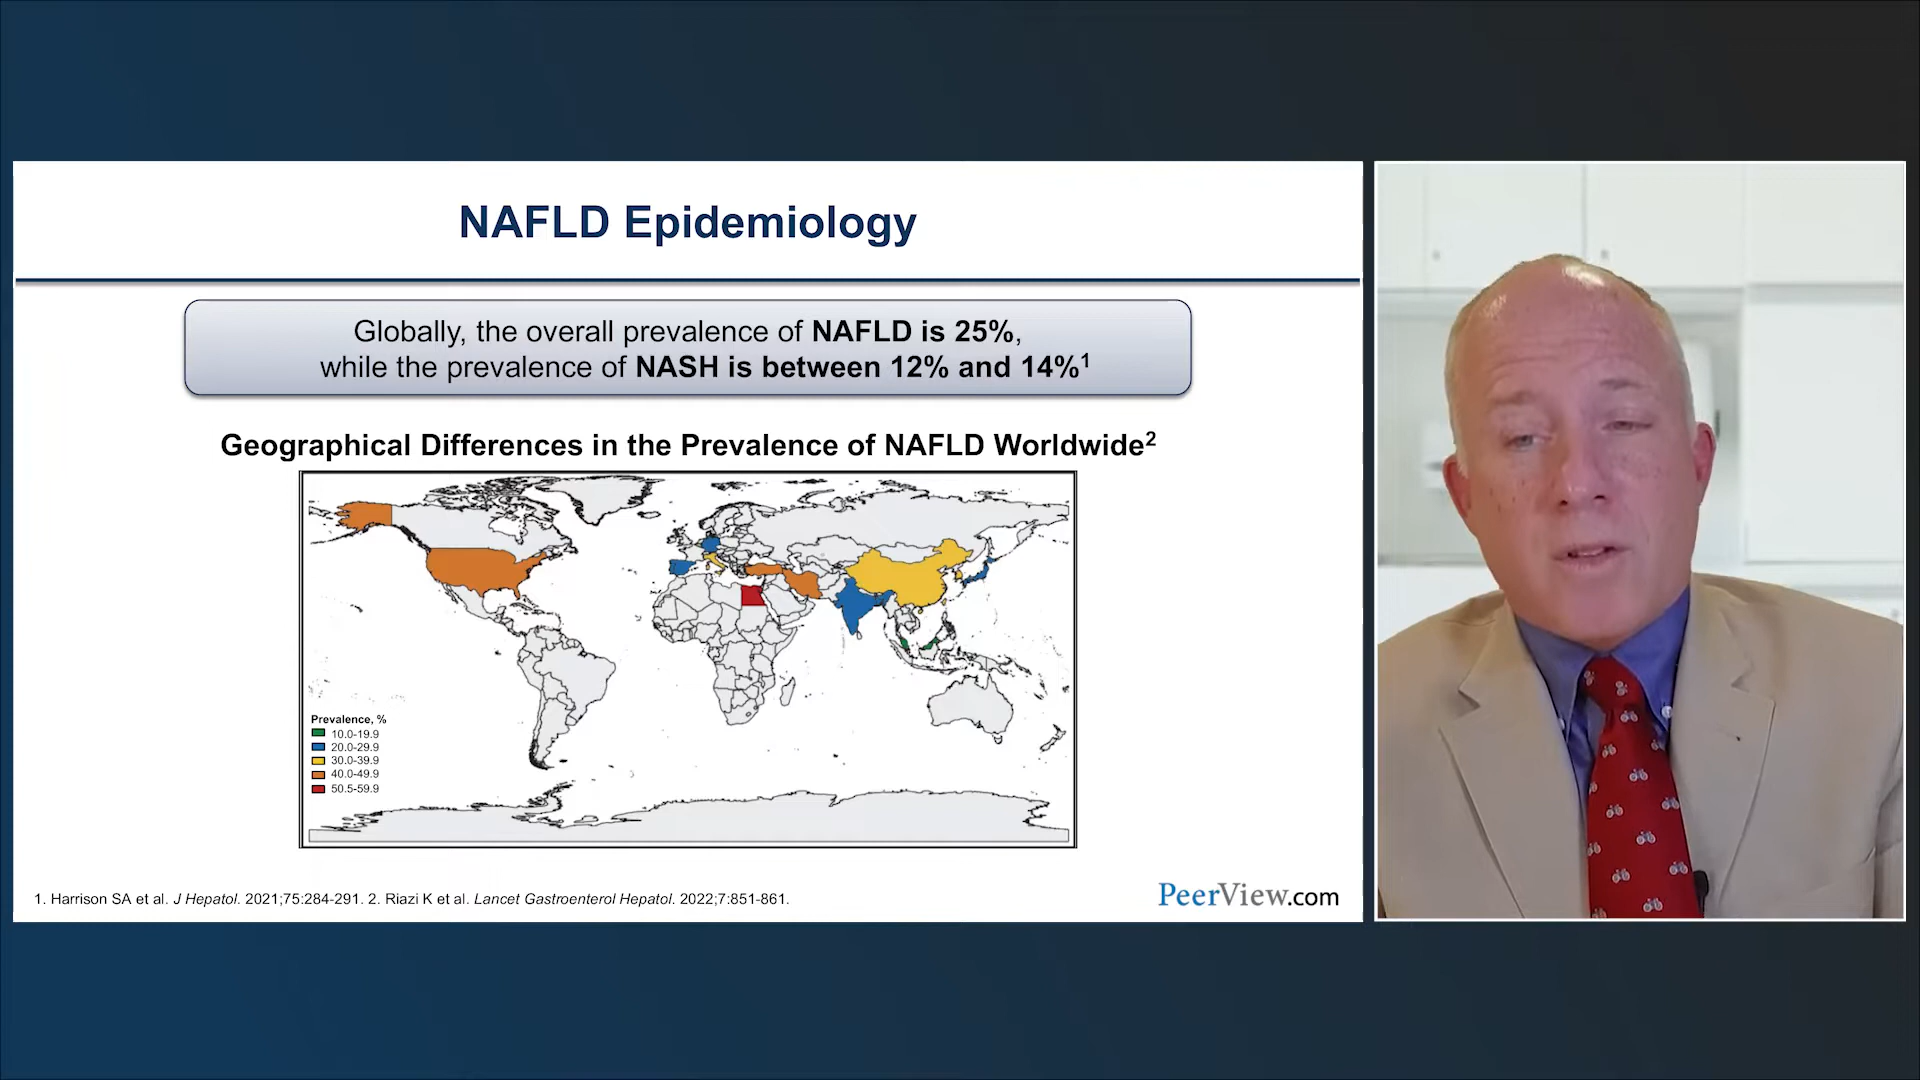 NAFLD Epidemiology
Globally, the overall prevalence of NAFLD is 25%,
while the prevalence of NASH is between 12% and 14%¹
Geographical Differences in the Prevalence of NAFLD Worldwide²
Prevalence, %
10.0-19.9
20.0-29.9
30.0-39.9
40.0-49.9
50.5-59.9
1. Harrison SA et al. J Hepatol. 2021;75:284-291. 2. Riazi K et al. Lancet Gastroenterol Hepatol. 2022;7:851-861.
PeerView.com